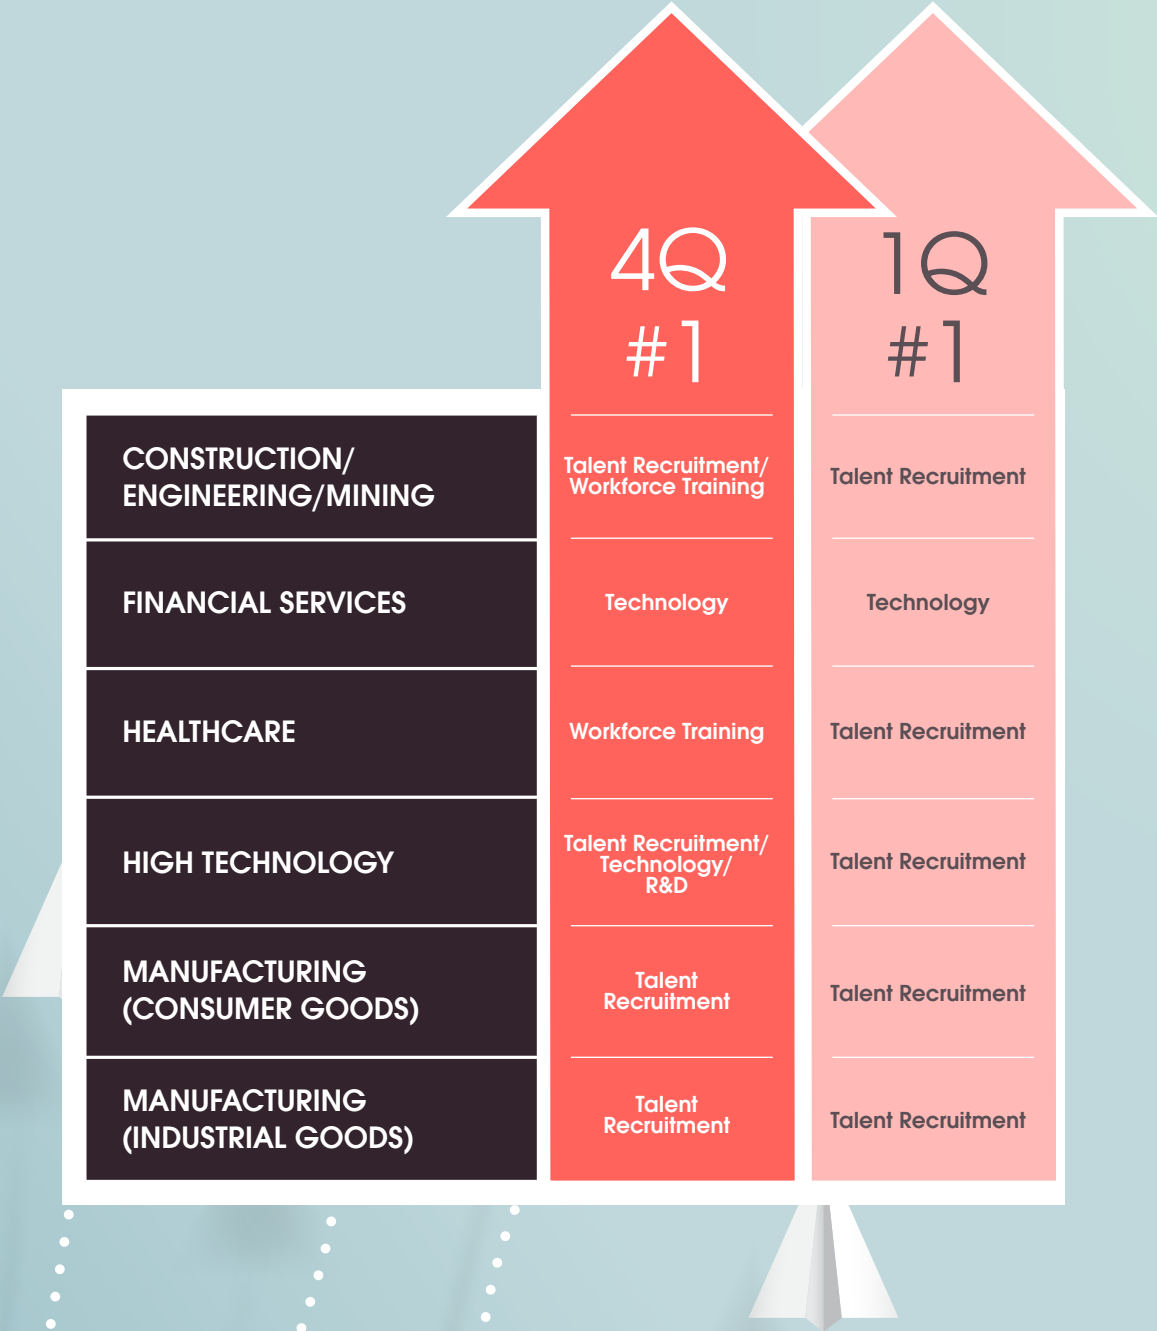 4Q
#1
1Q
#1
CONSTRUCTION/
ENGINEERING/MINING
Talent Recruitment/
Workforce Training
Talent Recruitment
FINANCIAL SERVICES
Technology
Technology
HEALTHCARE
Workforce Training
Talent Recruitment
HIGH TECHNOLOGY
Talent Recruitment/
Technology/
R&D
Talent Recruitment
MANUFACTURING
(CONSUMER GOODS)
Talent
Recruitment
Talent Recruitment
MANUFACTURING
(INDUSTRIAL GOODS)
Talent
Recruitment
Talent Recruitment